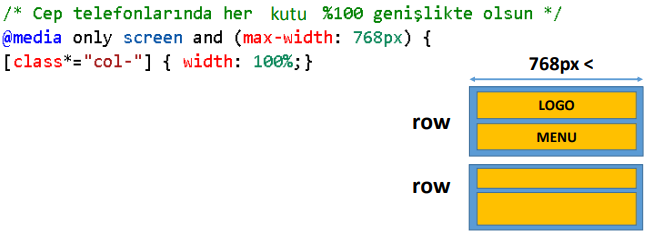 /* Cep telefonlarında her kutu %100 genişlikte olsun */
@media only screen and (max-width: 768px) {
[class*="col-"] { width: 100%;}
768px <
row
LOGO
MENU
row